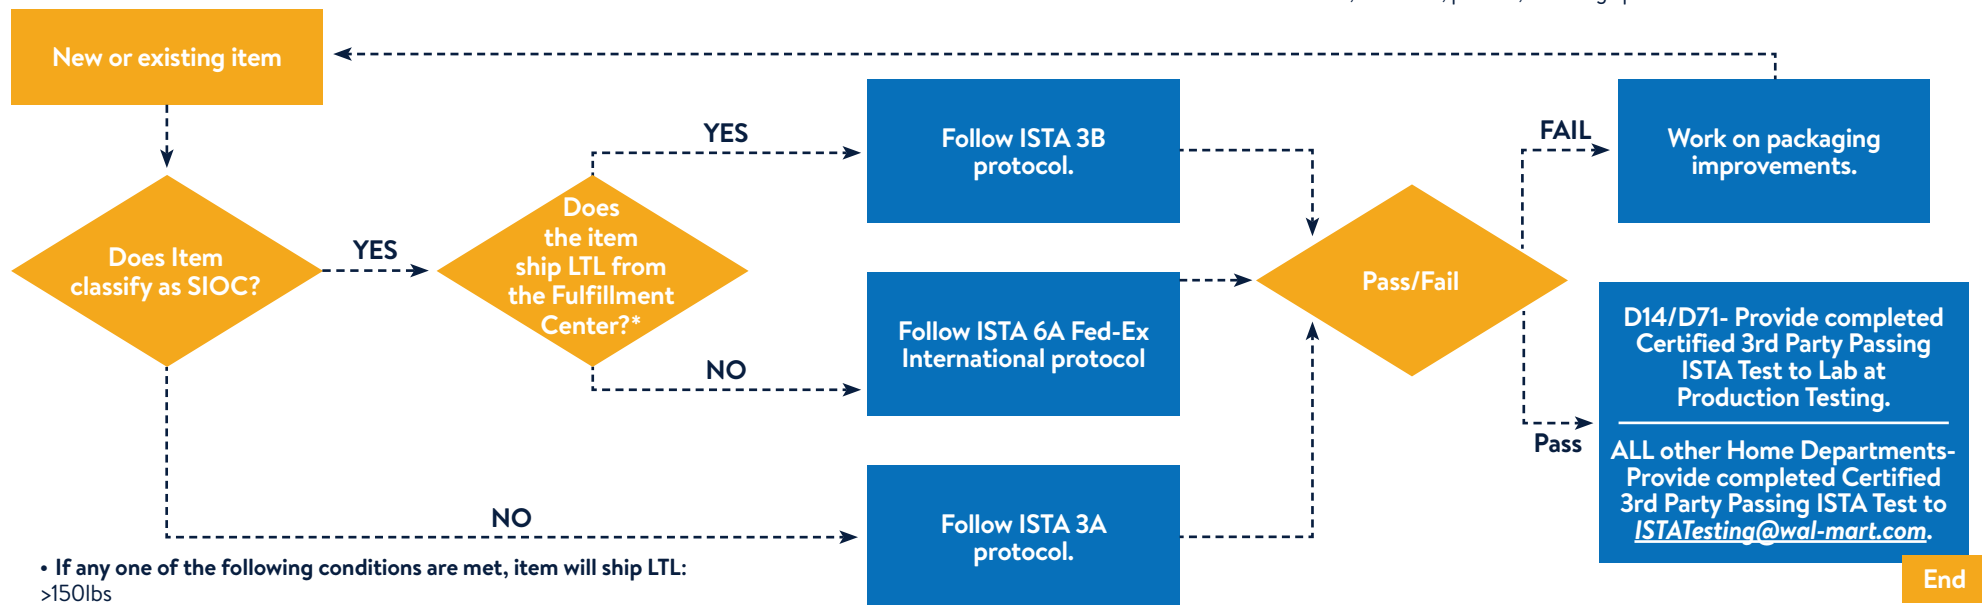 New or existing item
Does Item
classify as SIOC?
YES
Does
the item
ship LTL from
the Fulfillment
Center?*
YES
NO
NO
Follow ISTA 3B
protocol.
Follow ISTA 6A Fed-Ex
International protocol
Follow ISTA 3A
protocol.
Pass/Fail
FAIL
Work on packaging
improvements.
Pass
D14/D71- Provide completed
Certified 3rd Party Passing
ISTA Test to Lab at
Production Testing.
ALL other Home Departments-
Provide completed Certified
3rd Party Passing ISTA Test to
ISTATesting@wal-mart.com.
End
• If any one of the following conditions are met, item will ship LTL:
>150lbs